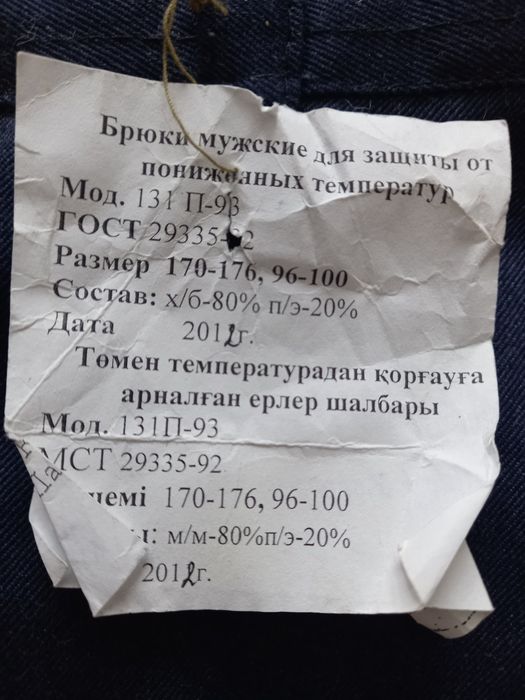 Брюки мужские для защиты от
пониженных температур
Мод. 131 П-93
ГОСТ 29335-92
Размер 170-176, 96-100
Состав: х/б-80% п/э-20%
Дата 2012г.
Төмен температурадан қорғауға
арналған ерлер шалбары
Мод. 131П-93
МСТ 29335-92
170-176, 96-100
м/м-80%п/э-20%
2012г.